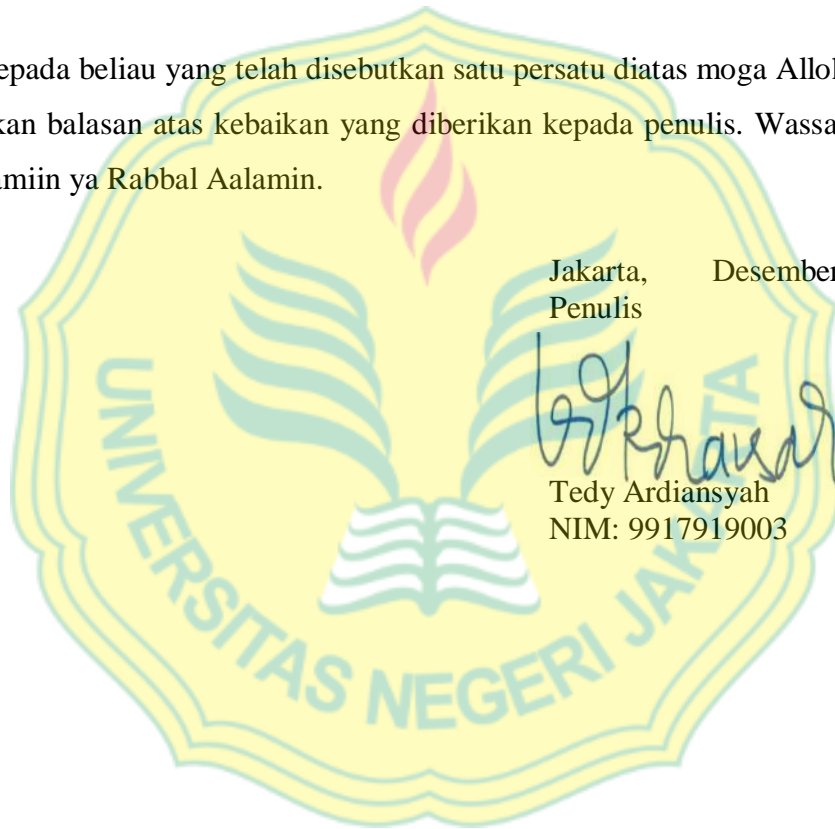 epada beliau yang telah disebutkan satu persatu diatas moga Alloh
kan balasan atas kebaikan yang diberikan kepada penulis. Wassa
amiin ya Rabbal Aalamin.
Jakarta, Desember
Penulis
Tedy Ardiansyah
NIM: 9917919003
UNIVERSITAS NEGERI JAKARTA